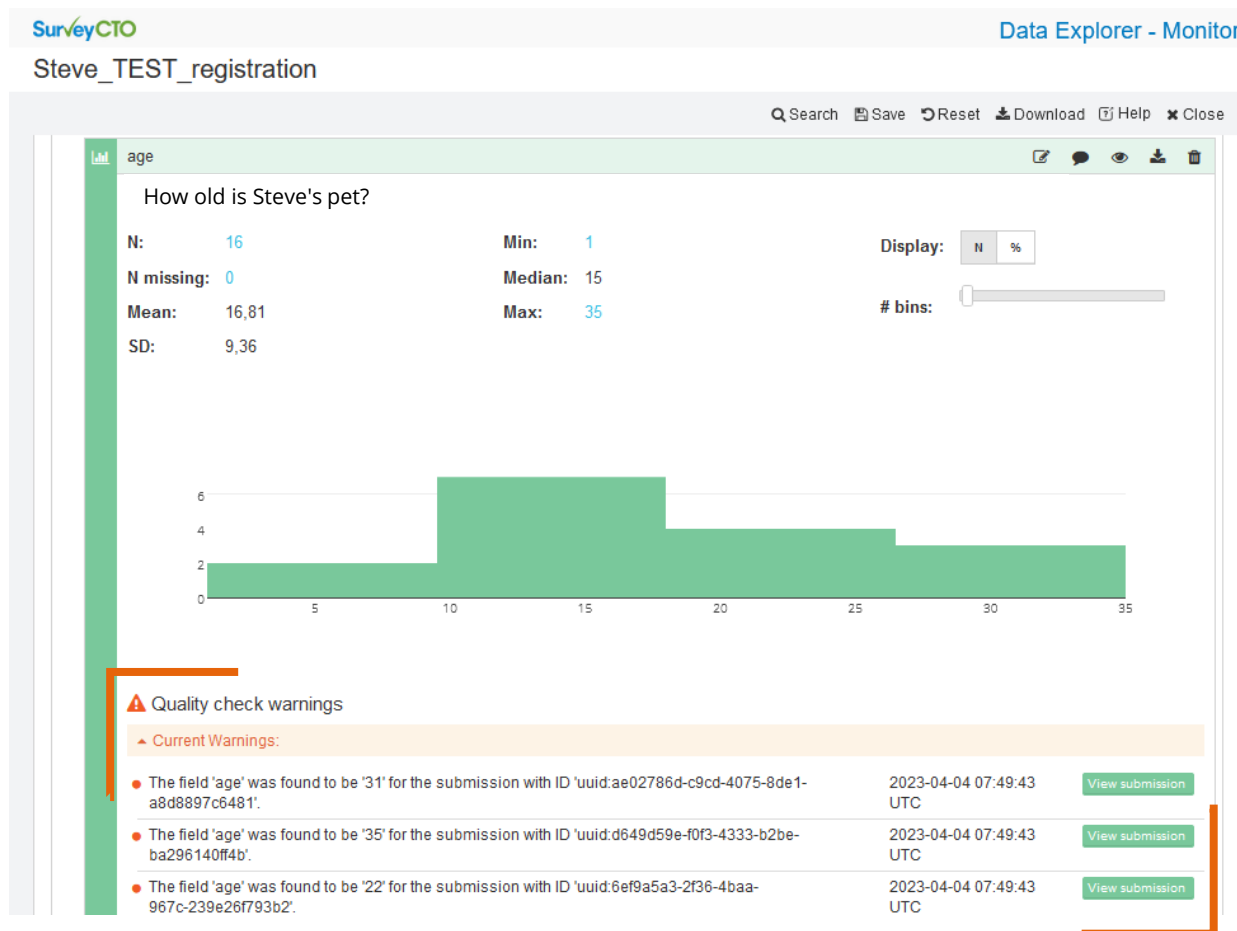 SurveyCTO
Data Explorer - Monitor
Steve_TEST_registration
Search Save Reset Download Help Close
age
How old is Steve's pet?
N: 16 Min: 1 Display: N %
N missing: 0 Median: 15
Mean: 16,81 Max: 35 # bins:
SD: 9,36
6
4
2
0
5 10 15 20 25 30 35
Quality check warnings
Current Warnings:
The field 'age' was found to be '31' for the submission with ID 'uuid:ae02786d-c9cd-4075-8de1- 2023-04-04 07:49:43 View submission
a8d8897c6481'. UTC
The field 'age' was found to be '35' for the submission with ID 'uuid:d649d59e-f0f3-4333-b2be- 2023-04-04 07:49:43 View submission
ba296140ff4b'. UTC
The field 'age' was found to be '22' for the submission with ID 'uuid:6ef9a5a3-2f36-4baa- 2023-04-04 07:49:43 View submission
967c-239e26f793b2'. UTC